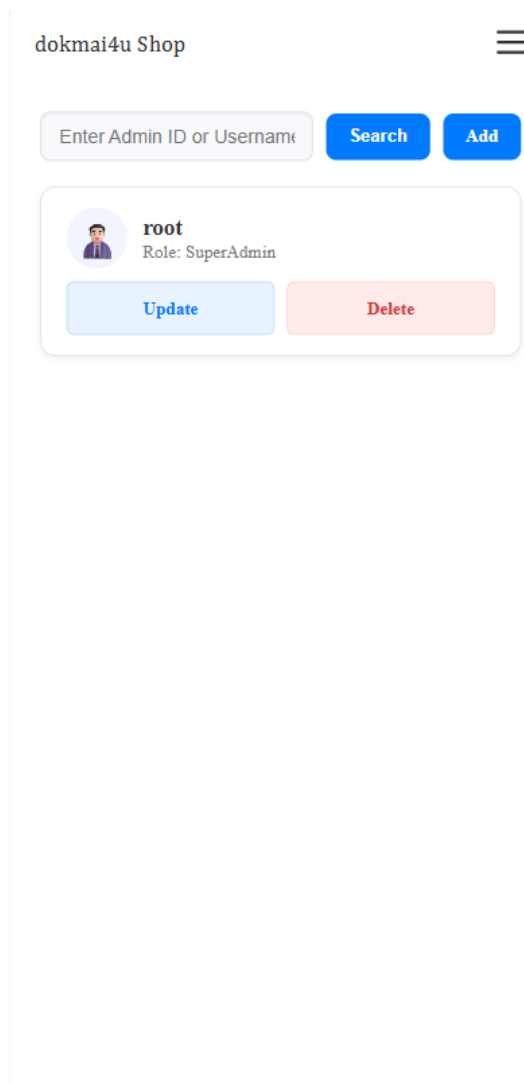 dokmai4u Shop
Enter Admin ID or Username Search Add
root
Role: SuperAdmin
Update Delete